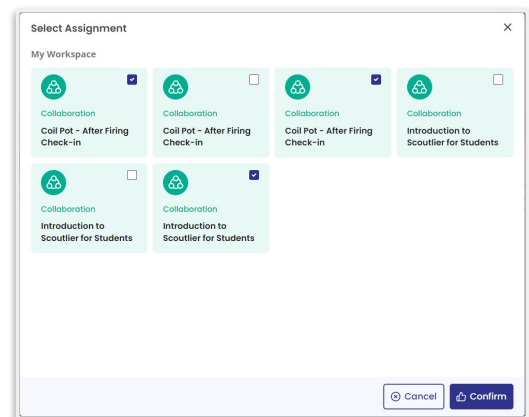 Select Assignment
My Workspace
Collaboration
Coil Pot - After Firing
Check-in
Collaboration
Coil Pot - After Firing
Check-in
Collaboration
Coil Pot - After Firing
Check-in
Collaboration
Introduction to
Scoutlier for Students
Collaboration
Introduction to
Scoutlier for Students
Collaboration
Introduction to
Scoutlier for Students
Cancel
Confirm